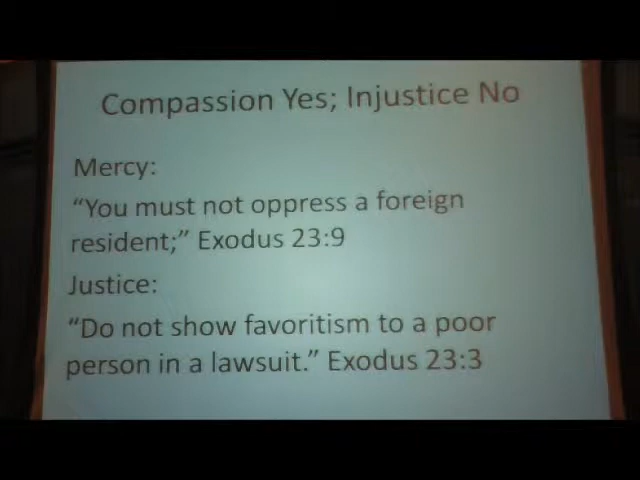 Compassion Yes; Injustice No
Mercy:
“You must not oppress a foreign
resident;” Exodus 23:9
Justice:
“Do not show favoritism to a poor
person in a lawsuit.” Exodus 23:3